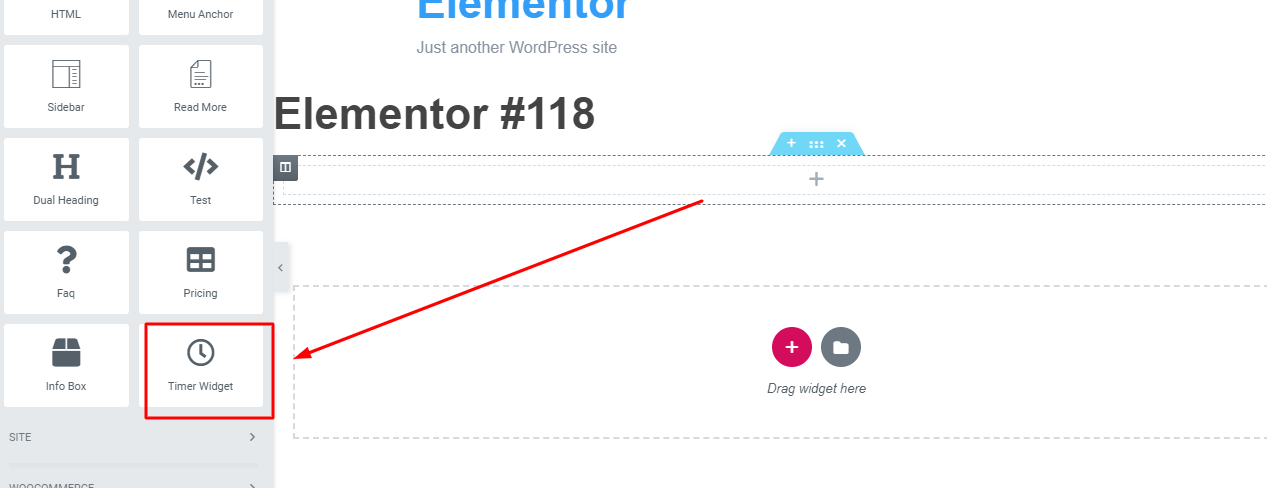 HTML
Menu Anchor
Sidebar
Read More
Dual Heading
Test
Faq
Pricing
Info Box
Timer Widget
SITE
WOOCOMMERCE
Elementor
Just another WordPress site
Elementor #118
Drag widget here